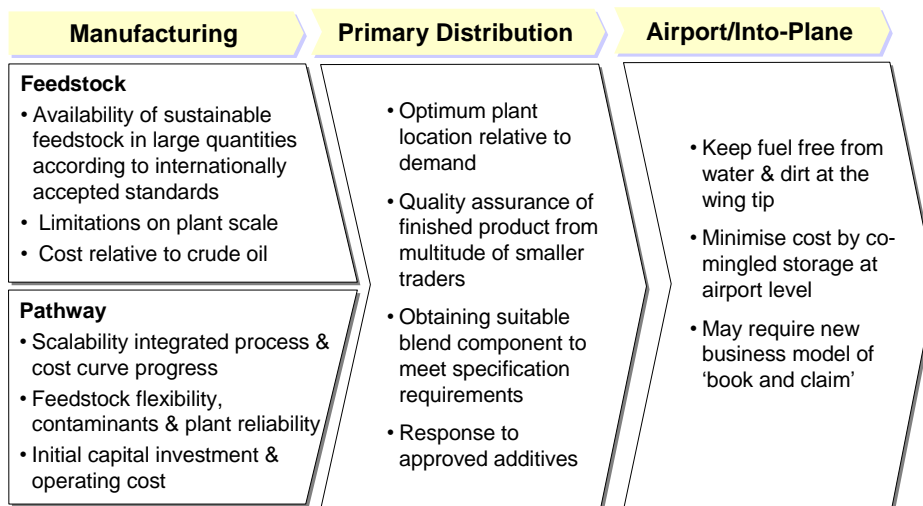 Manufacturing
Primary Distribution
Airport/Into-Plane
Feedstock
• Availability of sustainable
feedstock in large quantities
according to internationally
accepted standards
• Limitations on plant scale
• Cost relative to crude oil
Pathway
• Scalability integrated process &
cost curve progress
• Feedstock flexibility,
contaminants & plant reliability
• Initial capital investment &
operating cost
• Optimum plant
location relative to
demand
• Quality assurance of
finished product from
multitude of smaller
traders
• Obtaining suitable
blend component to
meet specification
requirements
• Response to
approved additives
• Keep fuel free from
water & dirt at the
wing tip
• Minimise cost by co-
mingled storage at
airport level
• May require new
business model of
‘book and claim’